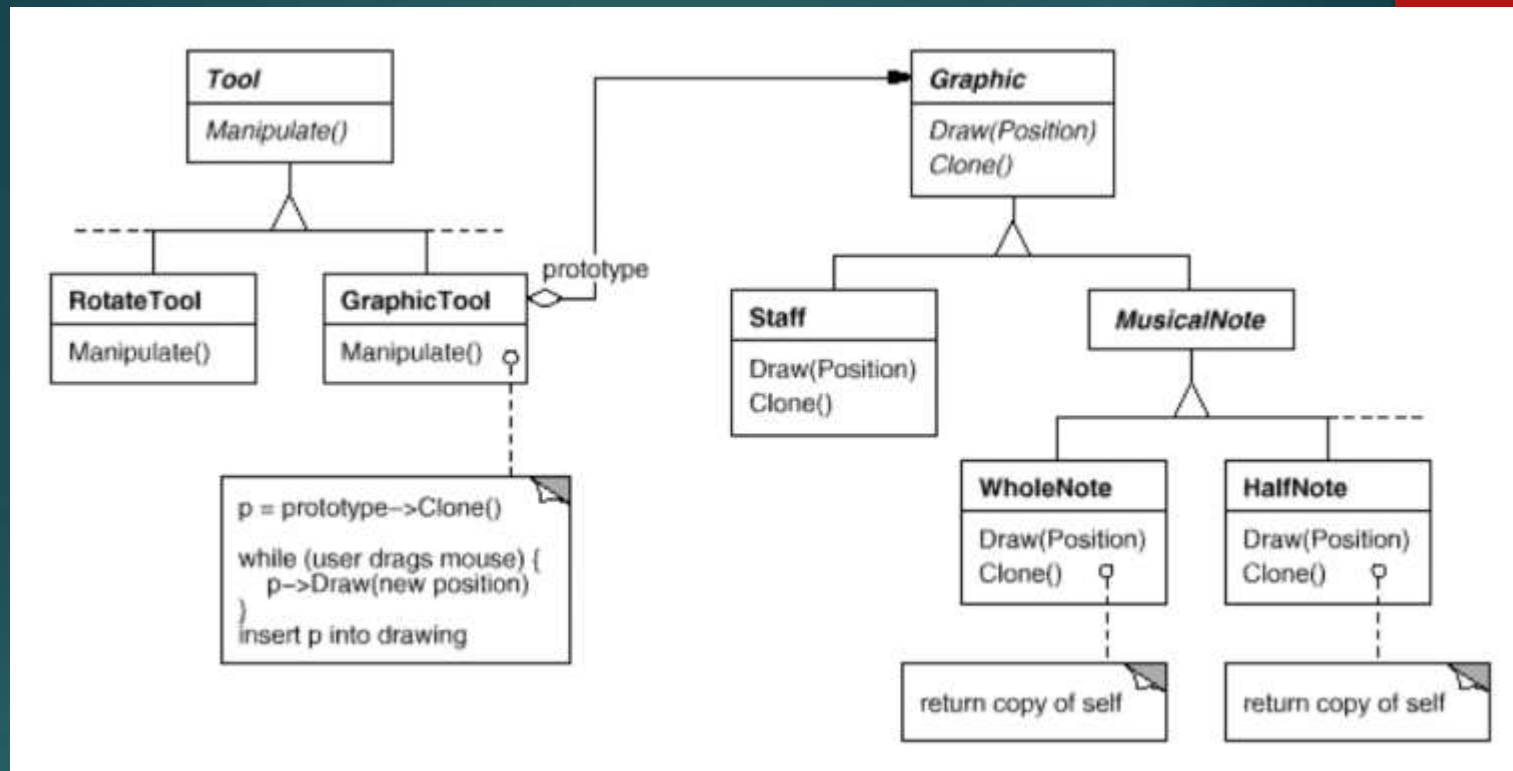 Tool
Manipulate()
RotateTool
Manipulate()
GraphicTool
Manipulate()
prototype
p = prototype–>Clone()
while (user drags mouse) {
p–>Draw(new position)
}
insert p into drawing
Graphic
Draw(Position)
Clone()
Staff
Draw(Position)
Clone()
MusicalNote
WholeNote
Draw(Position)
Clone()
return copy of self
HalfNote
Draw(Position)
Clone()
return copy of self